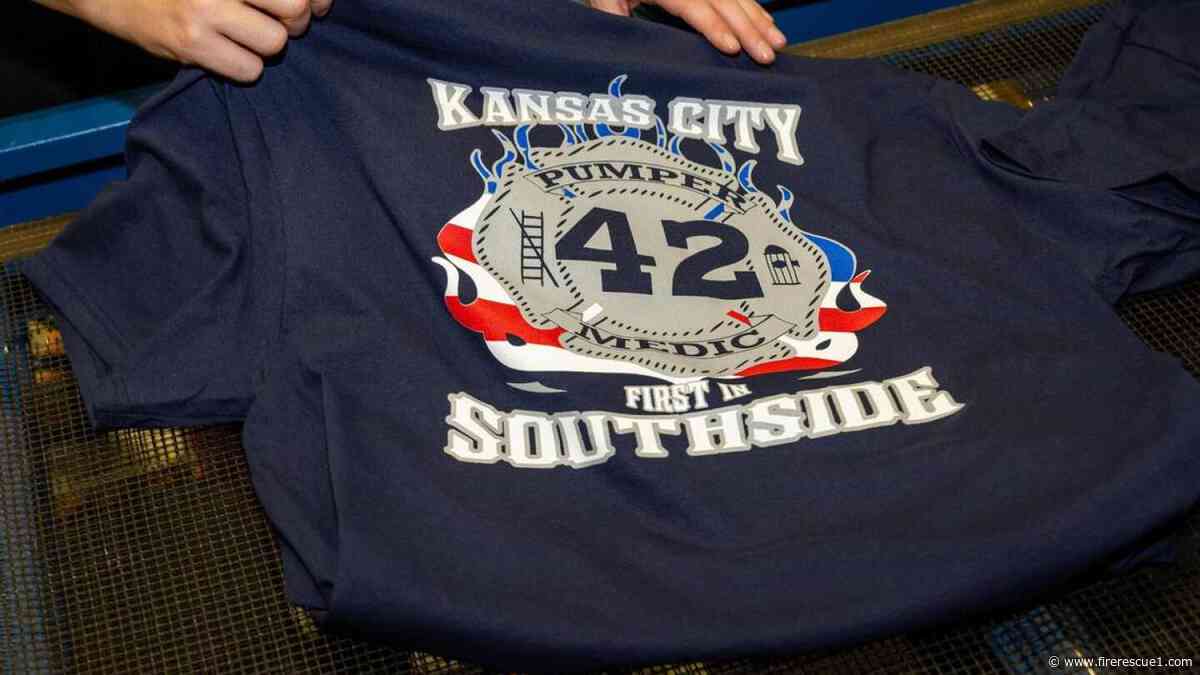 KANSAS CITY
PUMPER
42
MEDIC
FIRST IN
SOUTHSIDE
© www.firerescue1.com